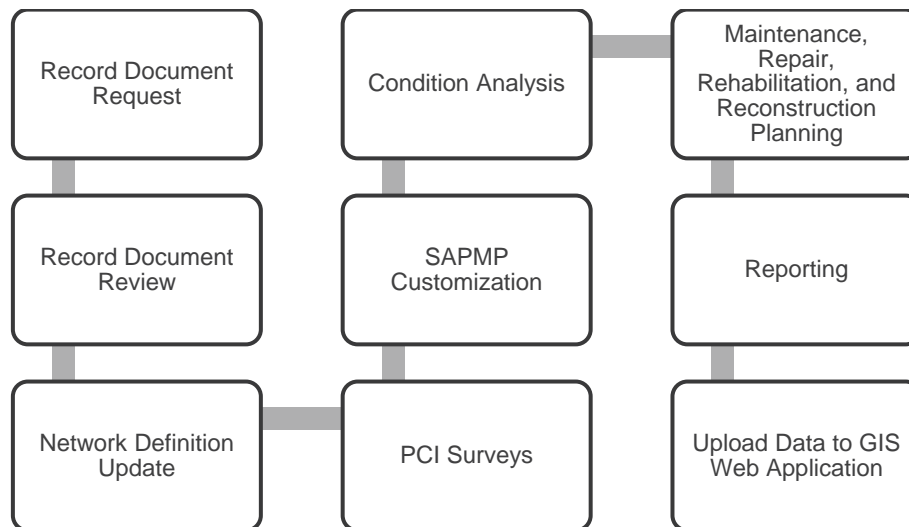 Record Document
Request
Record Document
Review
Network Definition
Update
PCI Surveys
SAPMP
Customization
Condition Analysis
Maintenance,
Repair,
Rehabilitation, and
Reconstruction
Planning
Reporting
Upload Data to GIS
Web Application